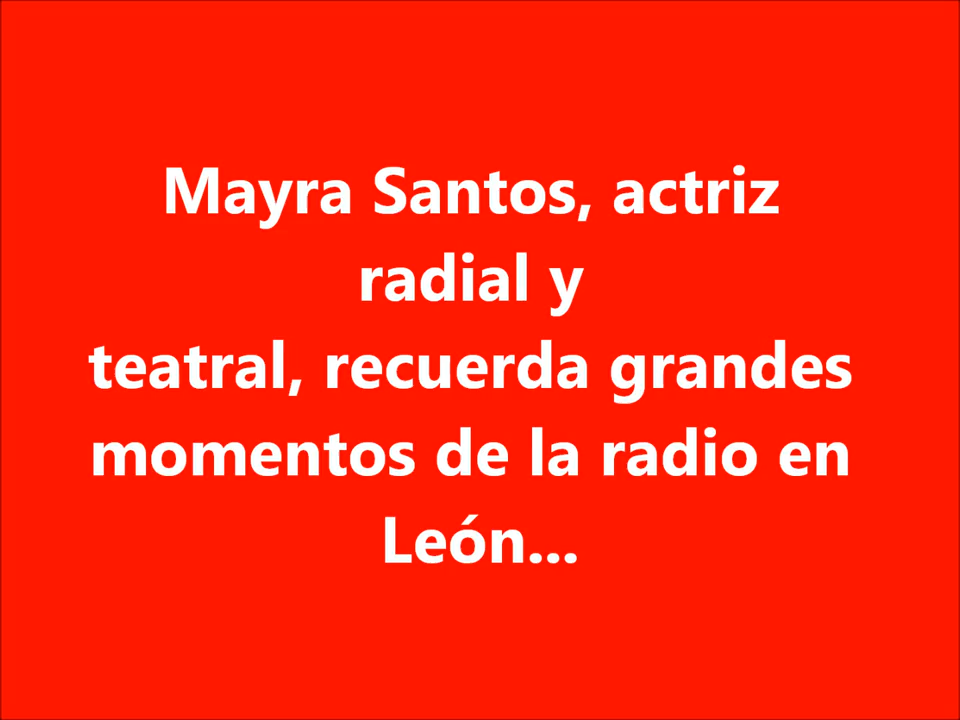 Mayra Santos, actriz
radial y
teatral, recuerda grandes
momentos de la radio en
León...